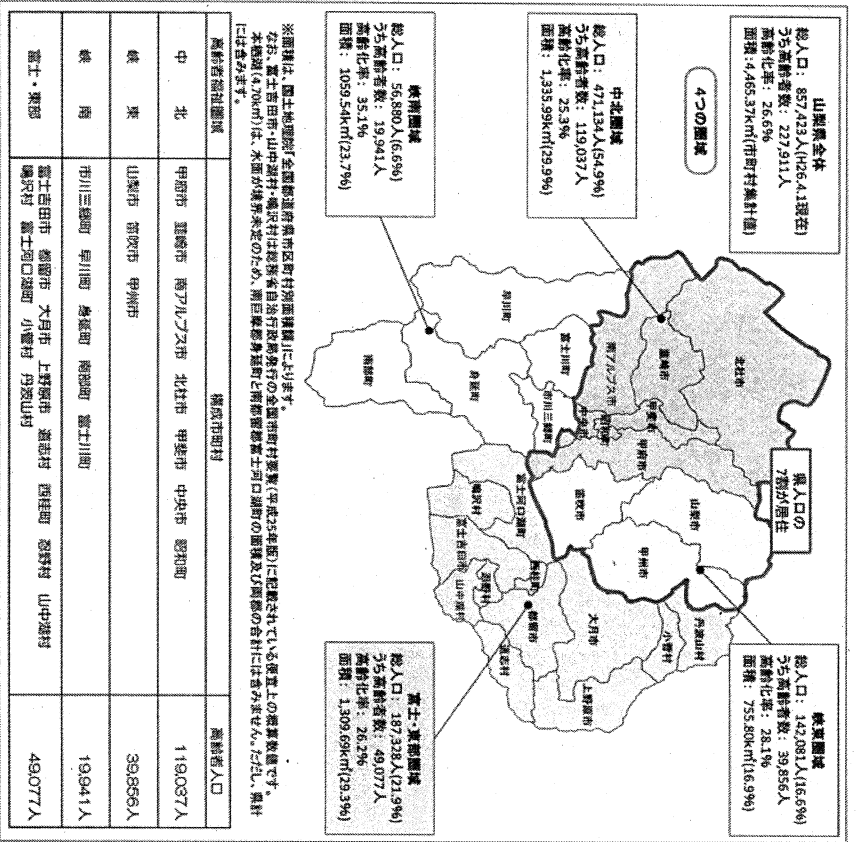 山梨県全体
総人口：857,423人(H26.4.1現在)
うち高齢者数：227,911人
高齢化率：26.6%
面積:4,465.37k㎡(市町村集計値)
4つの圏域
中北圏域
総人口：471,134人(54.9%)
うち高齢者数：119,037人
高齢化率：25.3%
面積：1,335.99k㎡(29.9%)
峡南圏域
総人口：56,880人(6.6%)
うち高齢者数：19,941人
高齢化率：35.1%
面積：1059.54k㎡(23.7%)
県人口の
7割が居住
峡東圏域
総人口：142,081人(16.6%)
うち高齢者数：39,856人
高齢化率：28.1%
面積：755.80k㎡(16.9%)
富士・東部圏域
総人口：187,328人(21.9%)
うち高齢者数：49,077人
高齢化率：26.2%
面積：1,309.69k㎡(29.3%)
北杜市
韮崎市
南アルプス市
甲斐市
昭和町
中央市
甲府市
山梨市
笛吹市
甲州市
丹波山村
小菅村
大月市
上野原市
都留市
道志村
西桂町
忍野村
山中湖村
富士吉田市
富士河口湖町
鳴沢村
早川町
富士川町
市川三郷町
身延町
南部町
※面積は、国土地理院「全国都道府県市区町村別面積調」によります。
なお、富士吉田市・山中湖村・鳴沢村は総務省自治行政局発行の全国市町村要覧(平成25年版)に記載されている便宜上の概算数値です。
本栖湖(4.70k㎡)は、水面が境界未定のため、南巨摩郡身延町と南都留郡富士河口湖町の面積及び両郡の合計には含みません。ただし、県計
には含みます。
高齢者福祉圏域 構成市町村 高齢者人口
中北 甲府市 韮崎市 南アルプス市 北杜市 甲斐市 中央市 昭和町 119,037人
峡東 山梨市 笛吹市 甲州市 39,856人
峡南 市川三郷町 早川町 身延町 南部町 富士川町 19,941人
富士・東部 富士吉田市 都留市 大月市 上野原市 道志村 西桂町 忍野村 山中湖村
鳴沢村 富士河口湖町 小菅村 丹波山村 49,077人